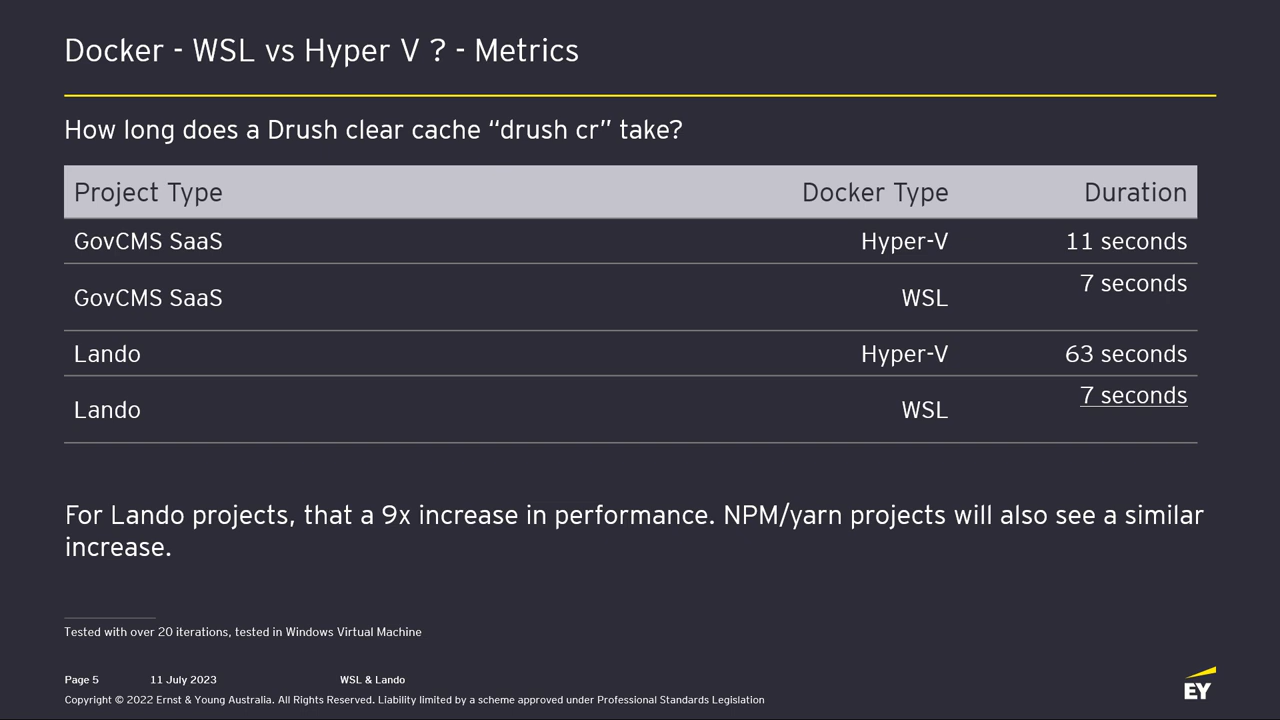 Docker - WSL vs Hyper V ? - Metrics
How long does a Drush clear cache “drush cr” take?
Project Type Docker Type Duration
GovCMS SaaS Hyper-V 11 seconds
GovCMS SaaS WSL 7 seconds
Lando Hyper-V 63 seconds
Lando WSL 7 seconds
For Lando projects, that a 9x increase in performance. NPM/yarn projects will also see a similar
increase.
Tested with over 20 iterations, tested in Windows Virtual Machine
Page 5 11 July 2023 WSL & Lando
Copyright © 2022 Ernst & Young Australia. All Rights Reserved. Liability limited by a scheme approved under Professional Standards Legislation
EY